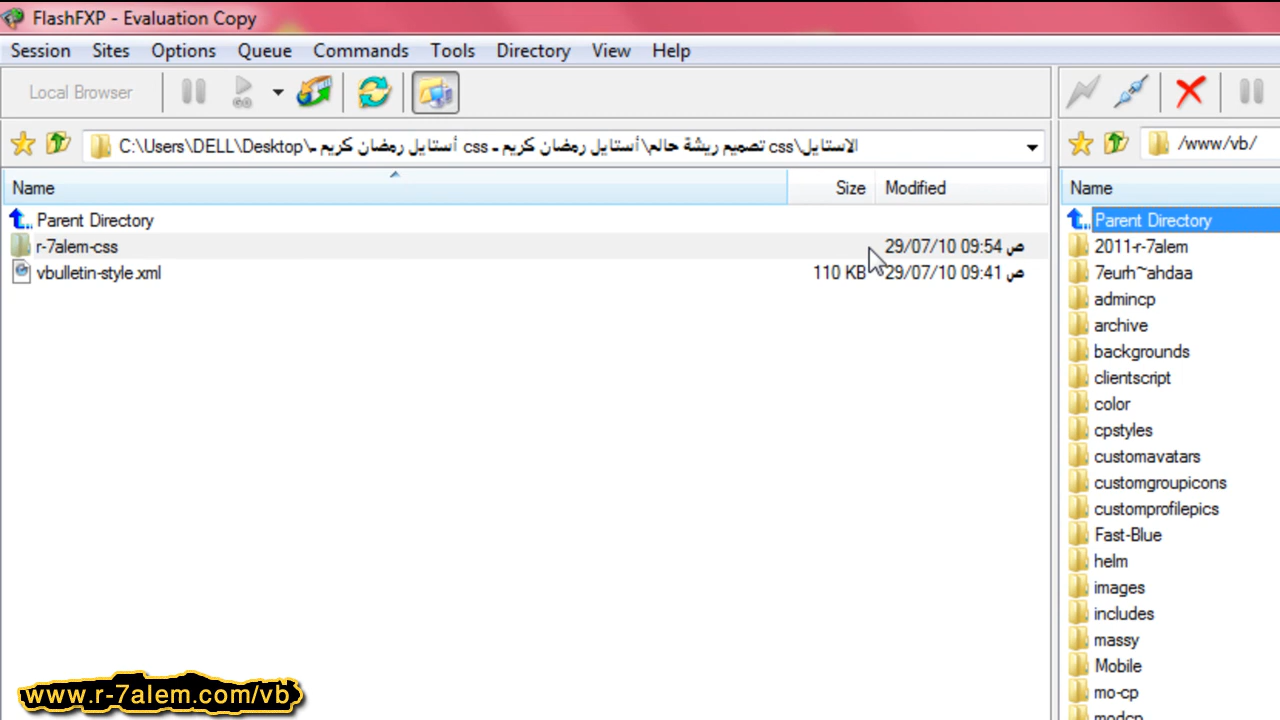 FlashFXP - Evaluation Copy
Session Sites Options Queue Commands Tools Directory View Help
Local Browser
GO
C:\Users\DELL\Desktop\أستايل رمضان كريم ـ css أستايل رمضان كريم ـ css تصميم ريشة حالم\الاستايل
/www/vb/
Name Size Modified
Parent Directory
r-7alem-css 29/07/10 09:54 ص
vbulletin-style.xml 110 KB 29/07/10 09:41 ص
Name
Parent Directory
2011-r-7alem
7eurh~ahdaa
admincp
archive
backgrounds
clientscript
color
cpstyles
customavatars
customgroupicons
customprofilepics
Fast-Blue
helm
images
includes
massy
Mobile
mo-cp
modcp
www.r-7alem.com/vb